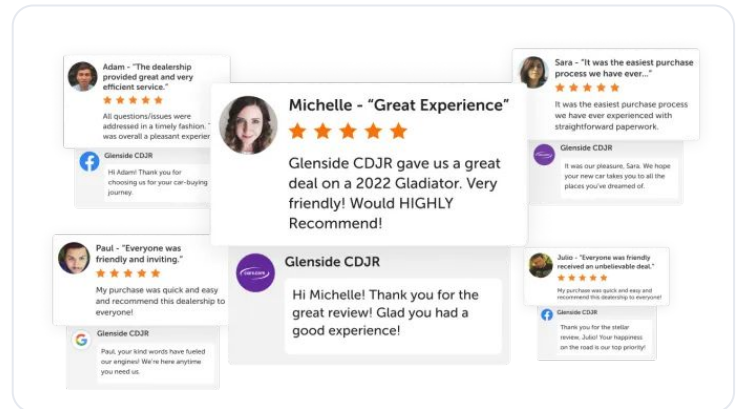 Adam - "The dealership
provided great and very
efficient service."
All questions/issues were
addressed in a timely fashion.
was overall a pleasant experier
Glenside CDJR
Hi Adam! Thank you for
choosing us for your car-buying
journey.
Michelle - “Great Experience”
Glenside CDJR gave us a great
deal on a 2022 Gladiator. Very
friendly! Would HIGHLY
Recommend!
cars.com
Glenside CDJR
Hi Michelle! Thank you for the
great review! Glad you had a
good experience!
Sara - "It was the easiest purchase
process we have ever..."
It was the easiest purchase process
we have ever experienced with
straightforward paperwork.
Glenside CDJR
It was our pleasure, Sara. We hope
your new car takes you to all the
places you've dreamed of.
Paul - "Everyone was
friendly and inviting."
My purchase was quick and easy
and recommend this dealership to
everyone!
Glenside CDJR
Paul, your kind words have fueled
our engines! We're here anytime
you need us.
Julio - "Everyone was friendly
received an unbelievable deal."
My purchase was quick and easy and
recommend this dealership to everyone!
Glenside CDJR
Thank you for the stellar
review, Julio! Your happiness
on the road is our top priority!